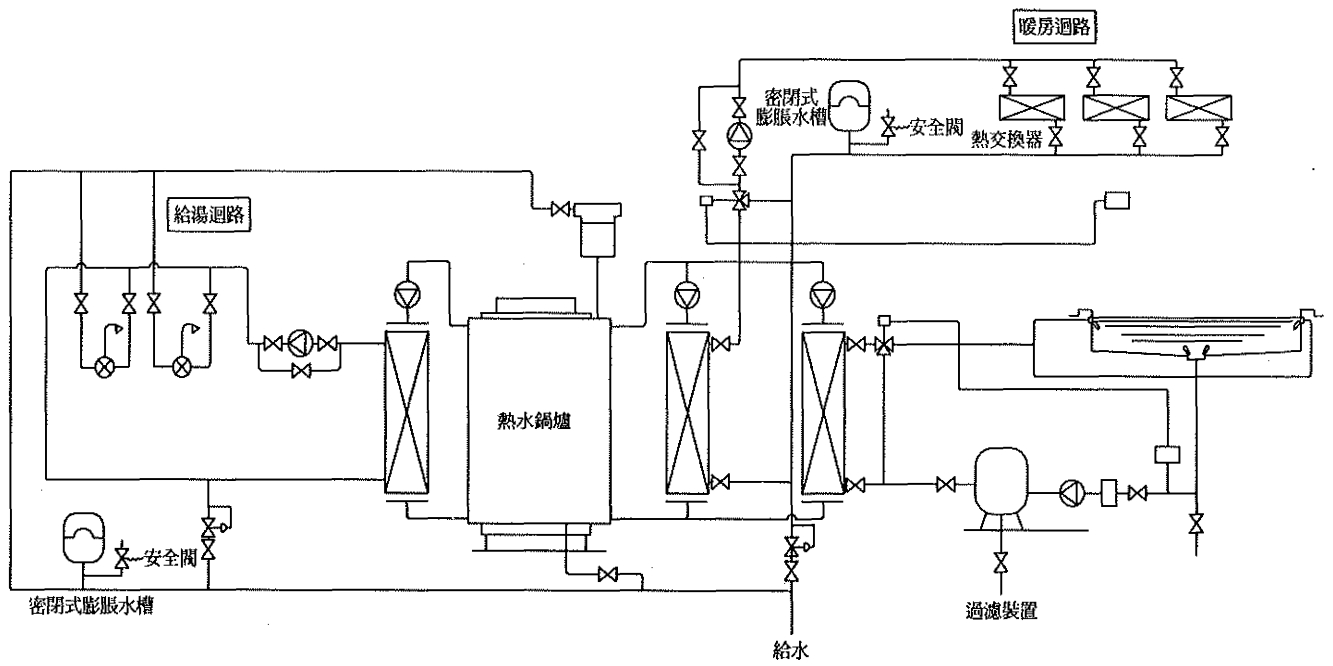 暖房迴路
密閉式
膨脹水槽
安全閥
熱交換器
給湯迴路
熱水鍋爐
安全閥
密閉式膨脹水槽
過濾裝置
給水